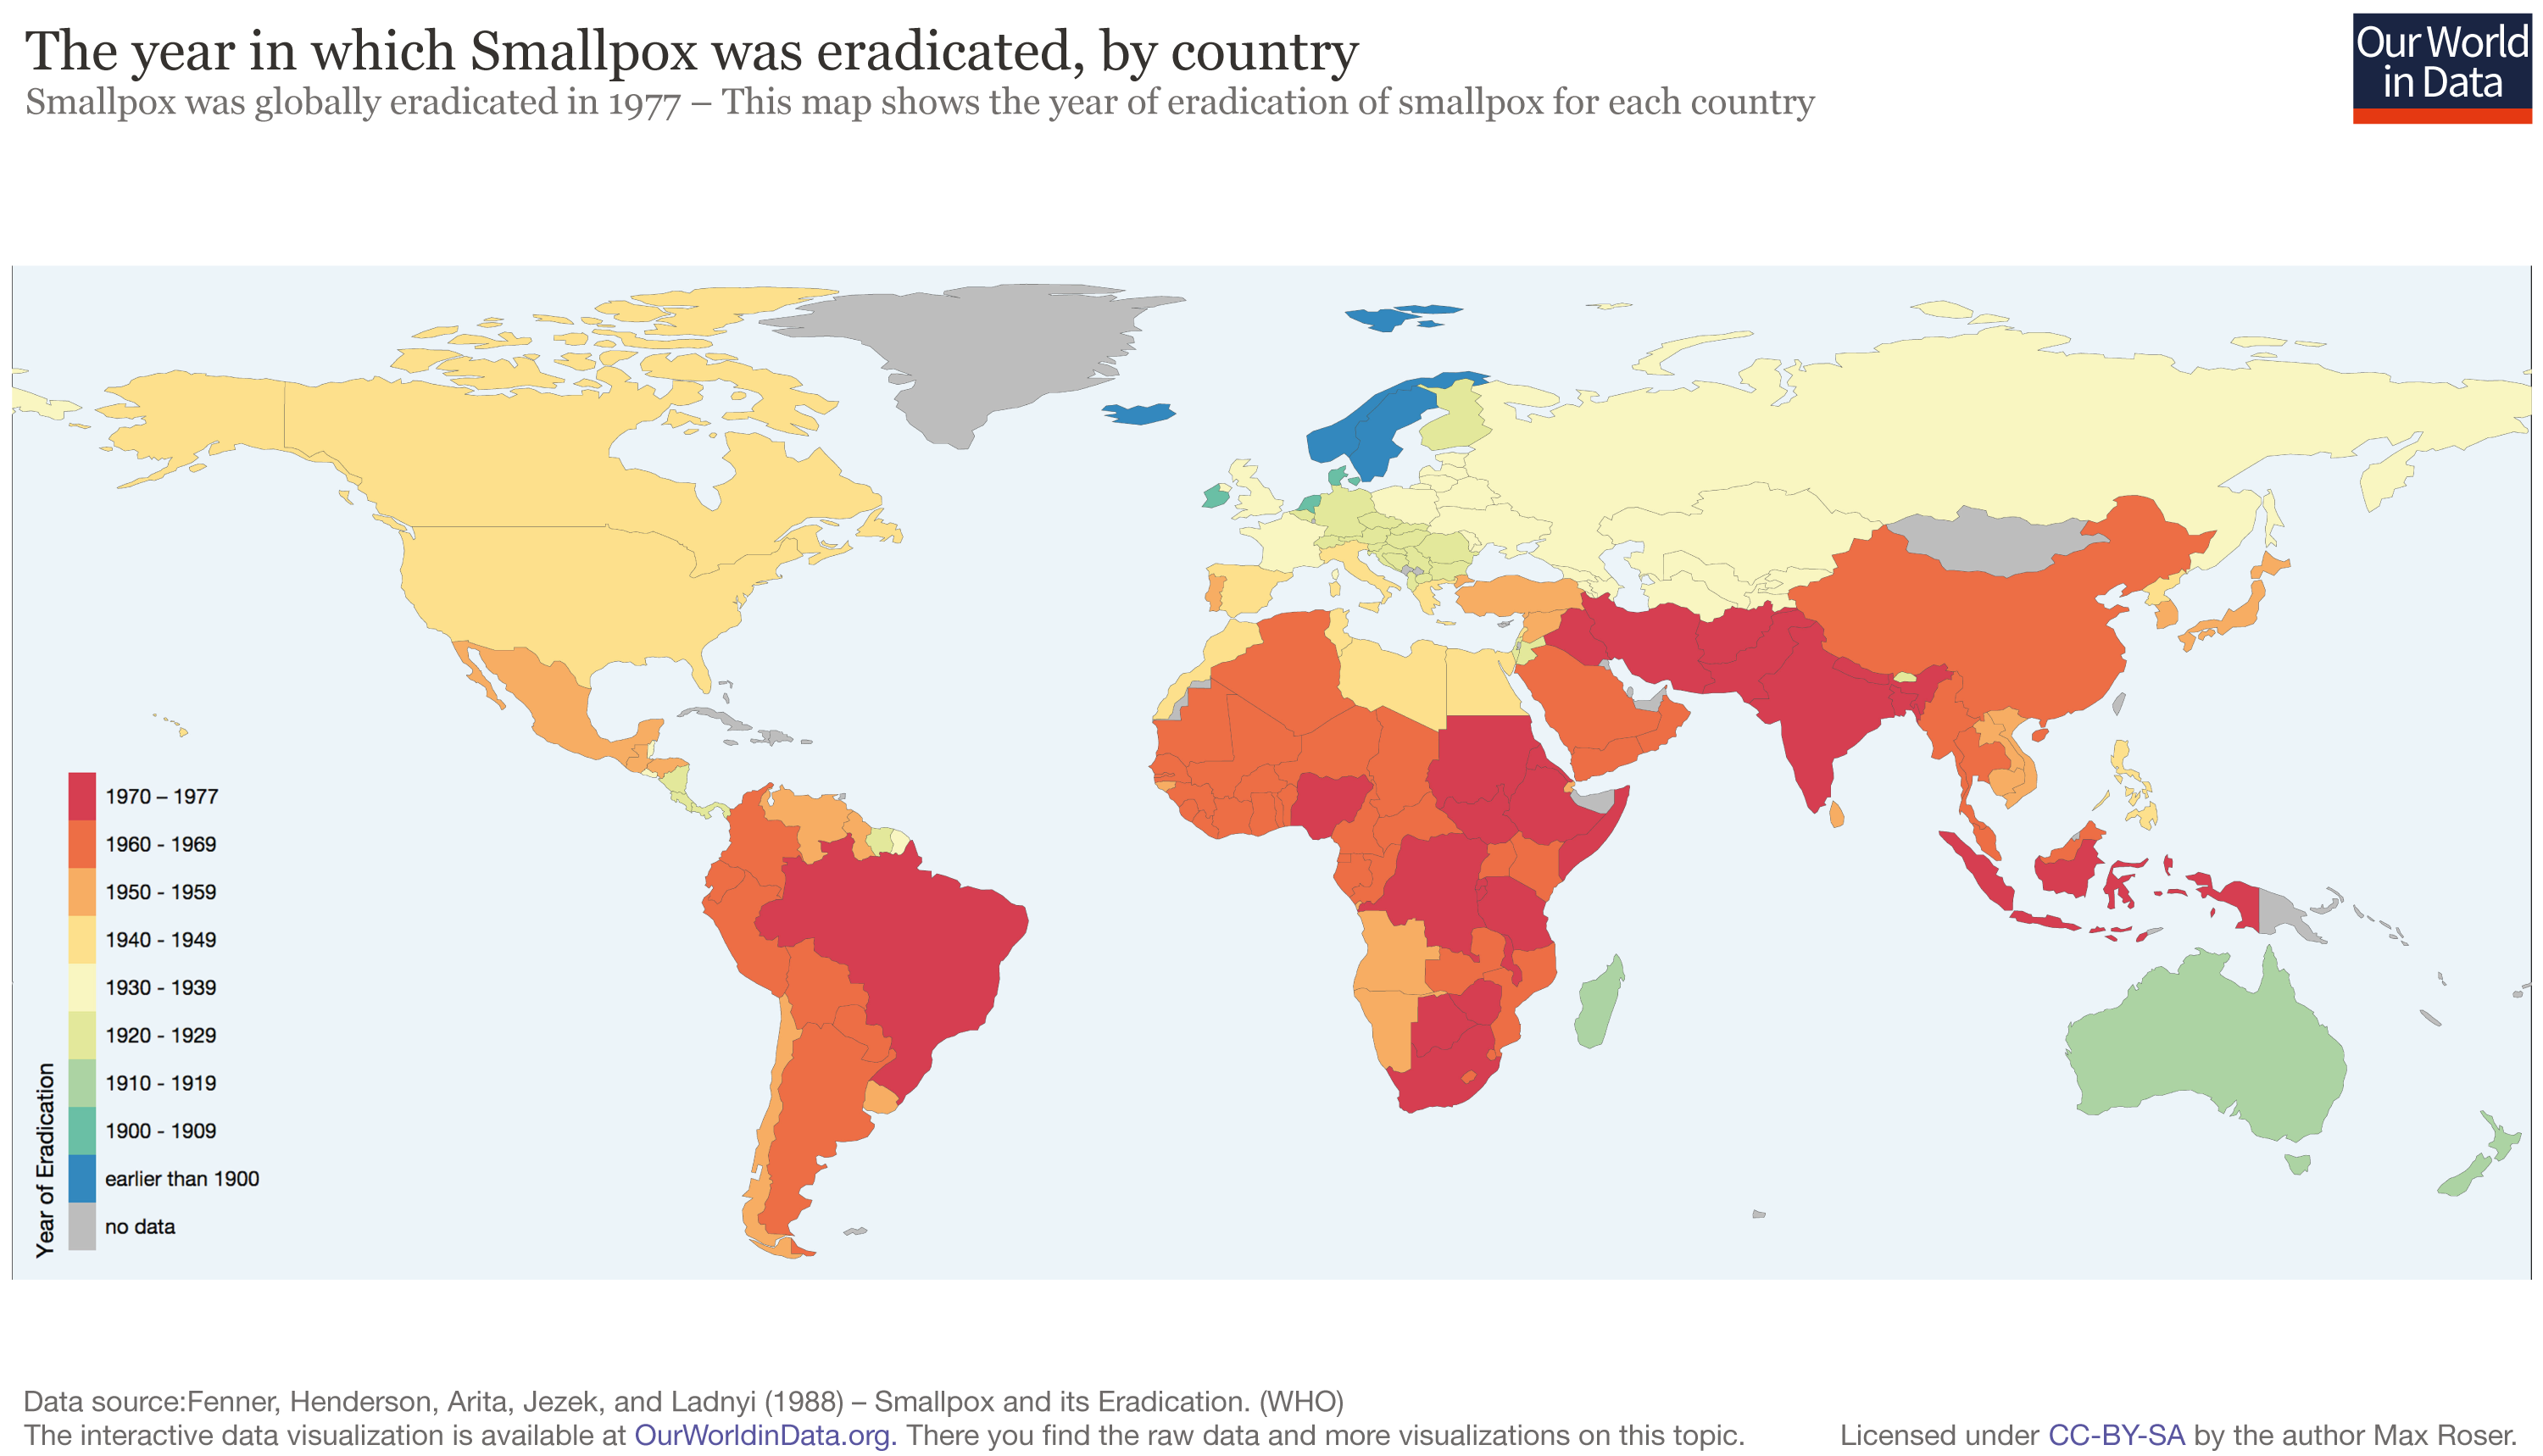 The year in which Smallpox was eradicated, by country
Smallpox was globally eradicated in 1977 – This map shows the year of eradication of smallpox for each country
Our World
in Data
Year of Eradication
1970 – 1977
1960 - 1969
1950 - 1959
1940 - 1949
1930 - 1939
1920 - 1929
1910 - 1919
1900 - 1909
earlier than 1900
no data
Data source:Fenner, Henderson, Arita, Jezek, and Ladnyi (1988) – Smallpox and its Eradication. (WHO)
The interactive data visualization is available at OurWorldinData.org. There you find the raw data and more visualizations on this topic.
Licensed under CC-BY-SA by the author Max Roser.